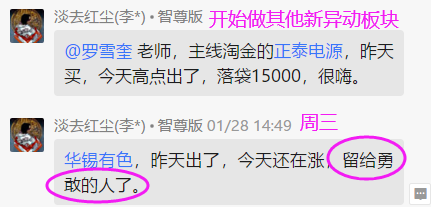 淡去红尘(李*) • 智尊版 开始做其他新异动板块
@罗雪奎 老师，主线淘金的正泰电源，昨天
买，今天高点出了，落袋15000，很嗨。
淡去红尘(李*) • 智尊版 01/28 14:49 周三
华锡有色，昨天出了，今天还在涨，留给勇
敢的人了。